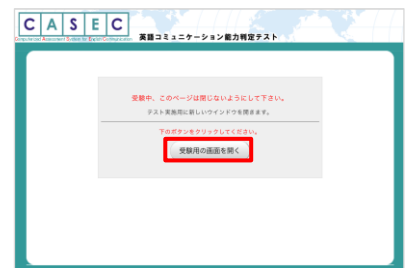 CASEC
Computerized Assessment System for English Communication
英語コミュニケーション能力判定テスト
受験中、このページは閉じないようにして下さい。
テスト実施用に新しいウインドウを開きます。
下のボタンをクリックしてください。
受験用の画面を開く